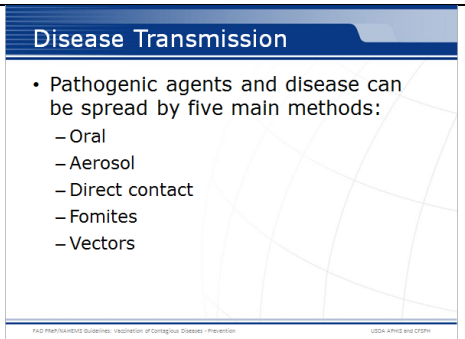 Disease Transmission
• Pathogenic agents and disease can
be spread by five main methods:
– Oral
– Aerosol
– Direct contact
– Fomites
– Vectors
FAD PReP/NAHEMS Guidelines: Vaccination of Contagious Diseases - Prevention
USDA APHIS and CFSPH